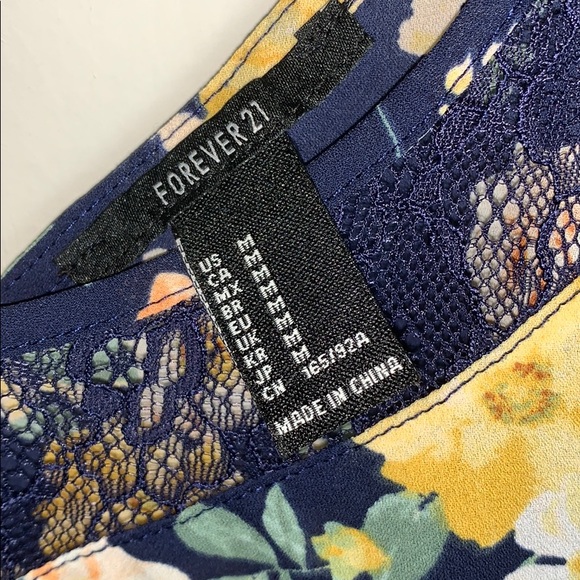 FOREVER 21
US M
CA M
MX M
BR M
EU M
UK M
KR M
JP M
CN 165/92A
MADE IN CHINA